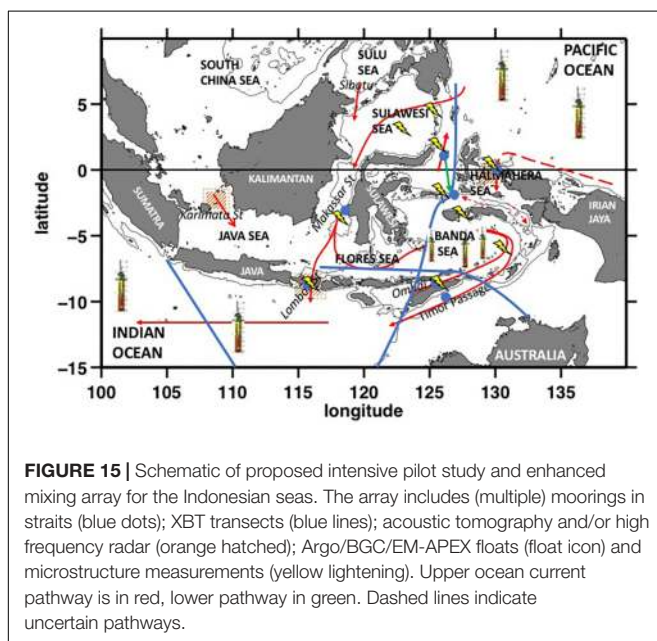 PACIFIC
OCEAN
SULU
SEA
SOUTH
CHINA SEA
Sibutu
5
SULAWESI
SEA
0
HALMAHERA
SEA
KALIMANTAN
SUMATRA
Karimata St
Makassar St
SULAWESI
IRIAN
JAYA
latitude
JAVA SEA
BANDA
SEA
−5
FLORES SEA
JAVA
Timor Passage
−10
INDIAN
OCEAN
AUSTRALIA
−15
100 105 110 115 120 125 130 135
longitude
FIGURE 15 | Schematic of proposed intensive pilot study and enhanced
mixing array for the Indonesian seas. The array includes (multiple) moorings in
straits (blue dots); XBT transects (blue lines); acoustic tomography and/or high
frequency radar (orange hatched); Argo/BGC/EM-APEX floats (float icon) and
microstructure measurements (yellow lightening). Upper ocean current
pathway is in red, lower pathway in green. Dashed lines indicate
uncertain pathways.